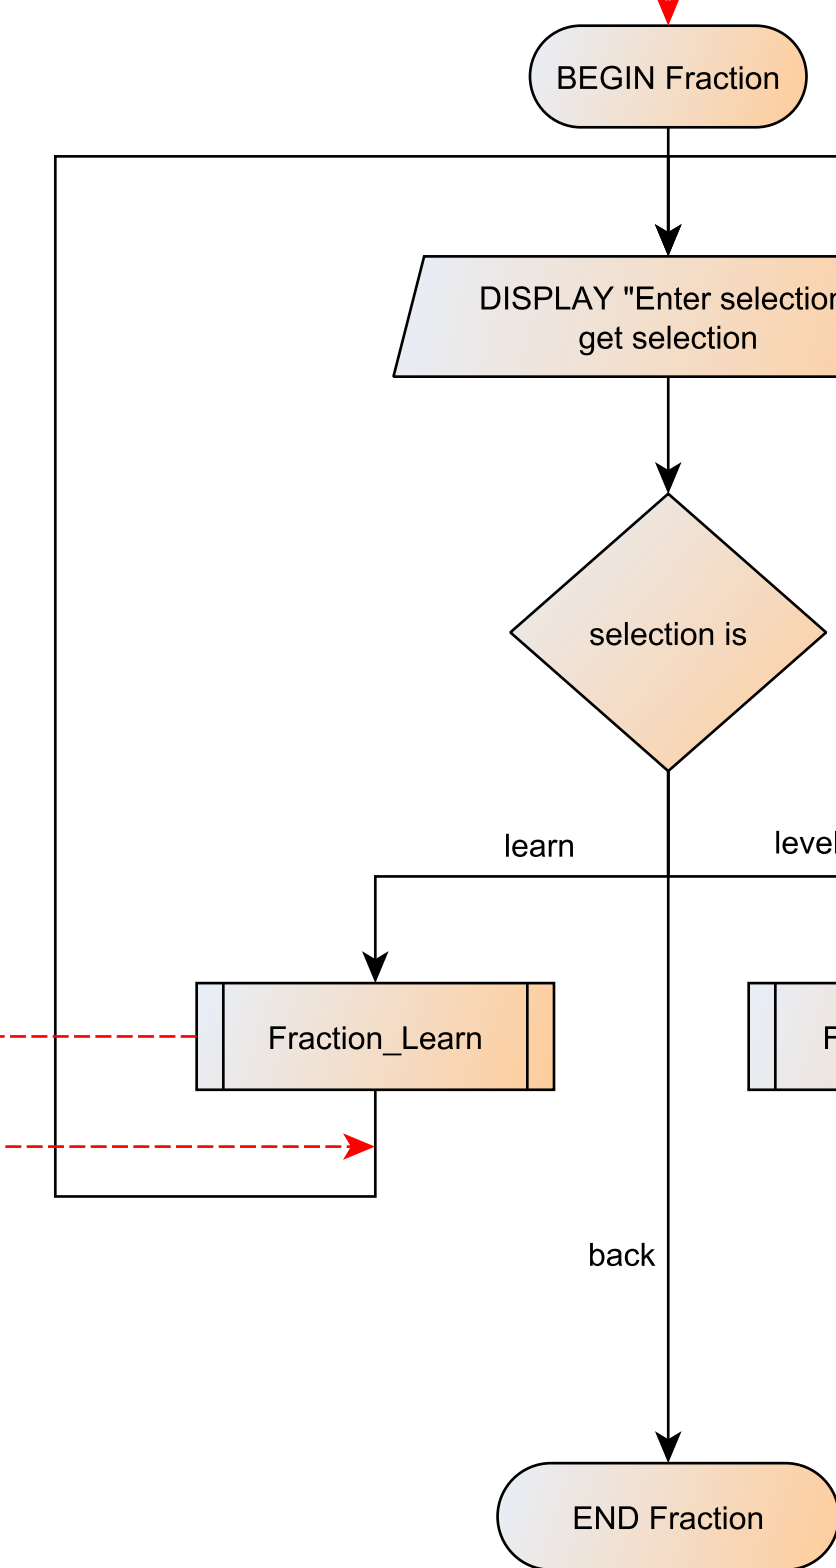 BEGIN Fraction
DISPLAY "Enter selection
get selection
selection is
learn
level
Fraction_Learn
F
back
END Fraction